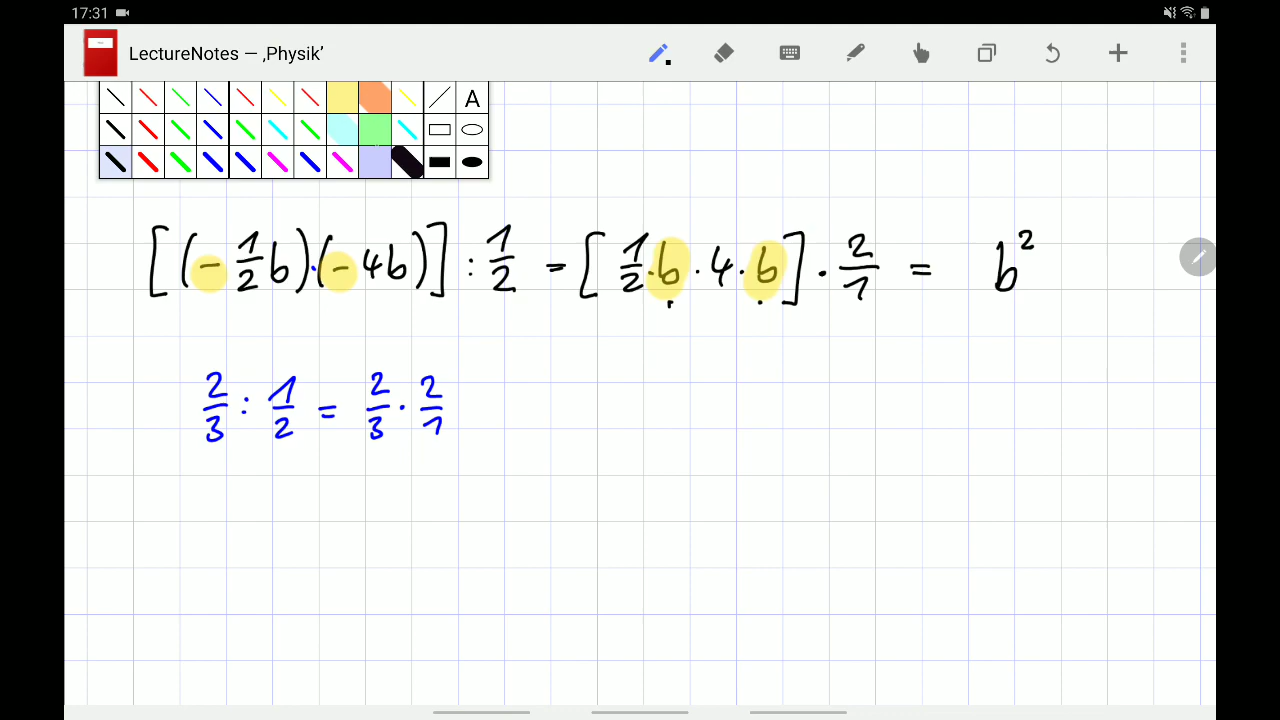 17:31
LectureNotes — ‚Physik’
A
[(-1/2b)·(-4b)] : 1/2 = [1/2·b·4·b]·2/1 = b²
2/3 : 1/2 = 2/3 · 2/1